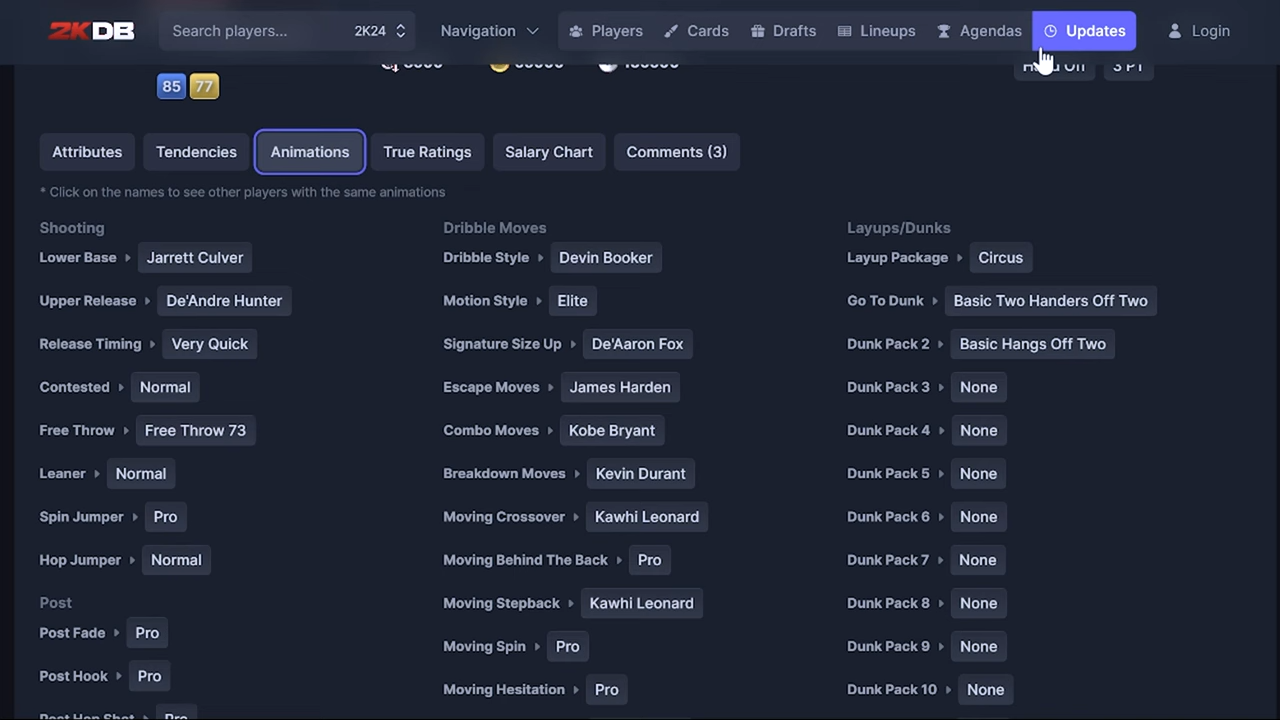 2KDB Search players... 2K24 Navigation Players Cards Drafts Lineups Agendas Updates Login
85 77
3 PT
Attributes Tendencies Animations True Ratings Salary Chart Comments (3)
* Click on the names to see other players with the same animations
Shooting
Lower Base Jarrett Culver
Upper Release De'Andre Hunter
Release Timing Very Quick
Contested Normal
Free Throw Free Throw 73
Leaner Normal
Spin Jumper Pro
Hop Jumper Normal
Post
Post Fade Pro
Post Hook Pro
Post Hop Shot Pro
Dribble Moves
Dribble Style Devin Booker
Motion Style Elite
Signature Size Up De'Aaron Fox
Escape Moves James Harden
Combo Moves Kobe Bryant
Breakdown Moves Kevin Durant
Moving Crossover Kawhi Leonard
Moving Behind The Back Pro
Moving Stepback Kawhi Leonard
Moving Spin Pro
Moving Hesitation Pro
Layups/Dunks
Layup Package Circus
Go To Dunk Basic Two Handers Off Two
Dunk Pack 2 Basic Hangs Off Two
Dunk Pack 3 None
Dunk Pack 4 None
Dunk Pack 5 None
Dunk Pack 6 None
Dunk Pack 7 None
Dunk Pack 8 None
Dunk Pack 9 None
Dunk Pack 10 None